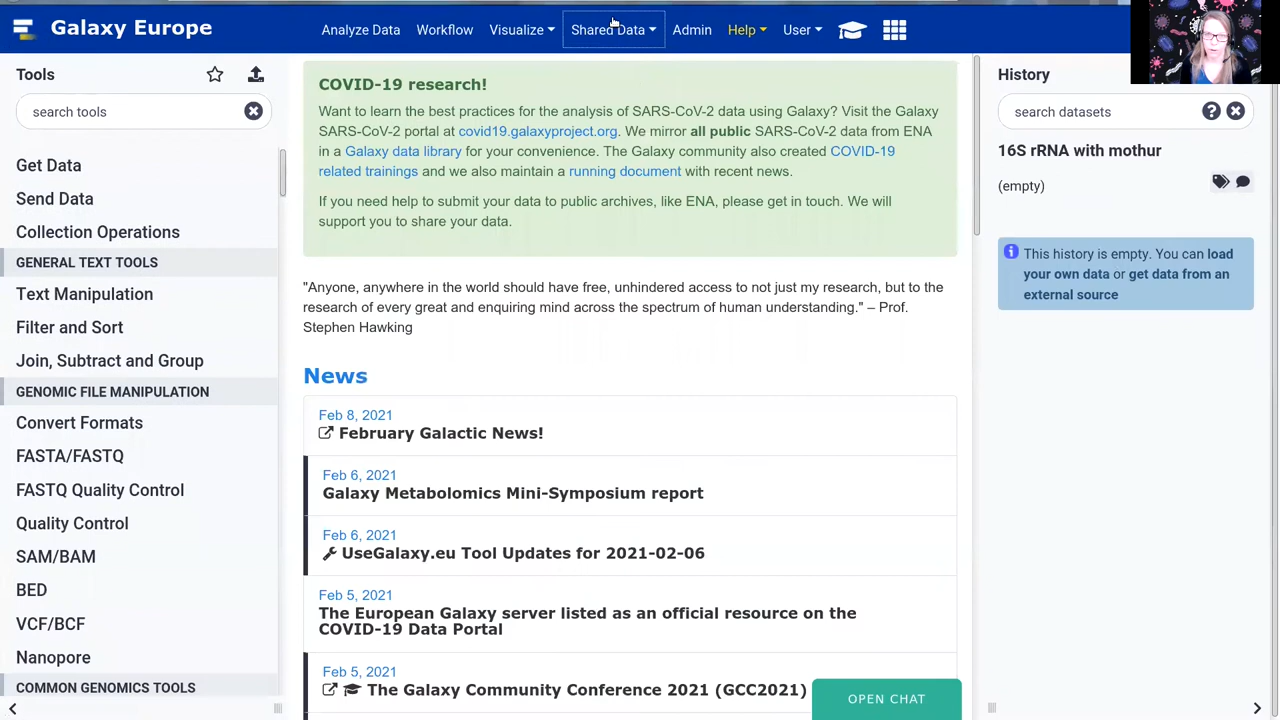 Galaxy Europe
Analyze Data
Workflow
Visualize
Shared Data
Admin
Help
User
Tools
search tools
Get Data
Send Data
Collection Operations
GENERAL TEXT TOOLS
Text Manipulation
Filter and Sort
Join, Subtract and Group
GENOMIC FILE MANIPULATION
Convert Formats
FASTA/FASTQ
FASTQ Quality Control
Quality Control
SAM/BAM
BED
VCF/BCF
Nanopore
COMMON GENOMICS TOOLS
COVID-19 research!
Want to learn the best practices for the analysis of SARS-CoV-2 data using Galaxy? Visit the Galaxy
SARS-CoV-2 portal at covid19.galaxyproject.org. We mirror all public SARS-CoV-2 data from ENA
in a Galaxy data library for your convenience. The Galaxy community also created COVID-19
related trainings and we also maintain a running document with recent news.
If you need help to submit your data to public archives, like ENA, please get in touch. We will
support you to share your data.
"Anyone, anywhere in the world should have free, unhindered access to not just my research, but to the
research of every great and enquiring mind across the spectrum of human understanding." – Prof.
Stephen Hawking
News
Feb 8, 2021
February Galactic News!
Feb 6, 2021
Galaxy Metabolomics Mini-Symposium report
Feb 6, 2021
UseGalaxy.eu Tool Updates for 2021-02-06
Feb 5, 2021
The European Galaxy server listed as an official resource on the
COVID-19 Data Portal
Feb 5, 2021
The Galaxy Community Conference 2021 (GCC2021)
OPEN CHAT
History
search datasets
16S rRNA with mothur
(empty)
This history is empty. You can load
your own data or get data from an
external source